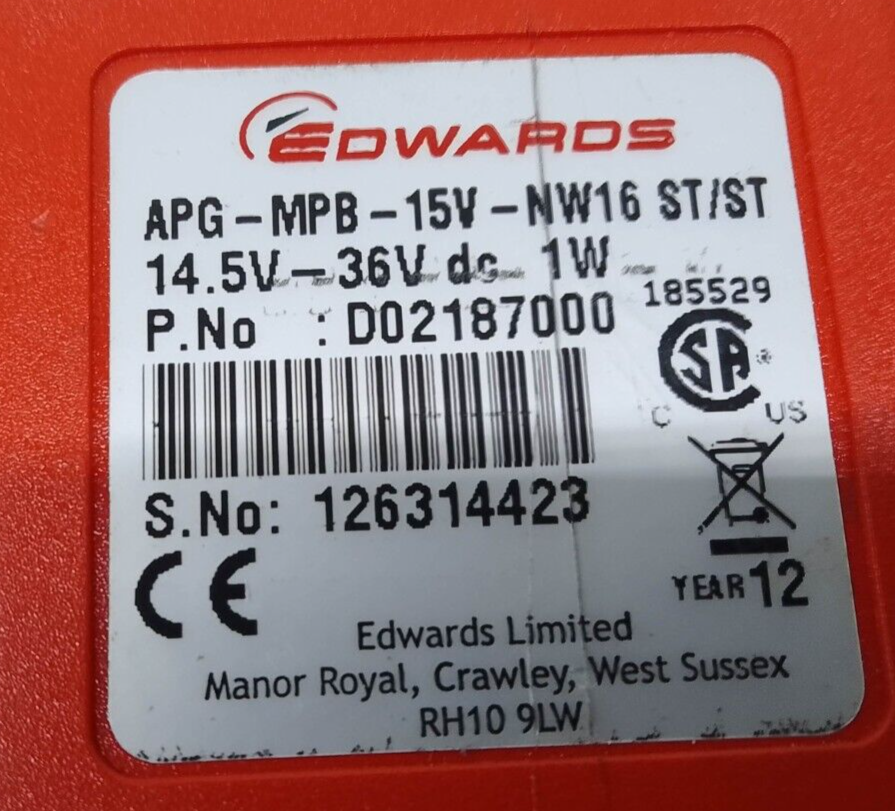 EDWARDS
APG-MPB-15V-NW16 ST/ST
14.5V-36V dc 1W
185529
P.No : D02187000
CSA
C US
S.No: 126314423
CE
YEAR 12
Edwards Limited
Manor Royal, Crawley, West Sussex
RH10 9LW